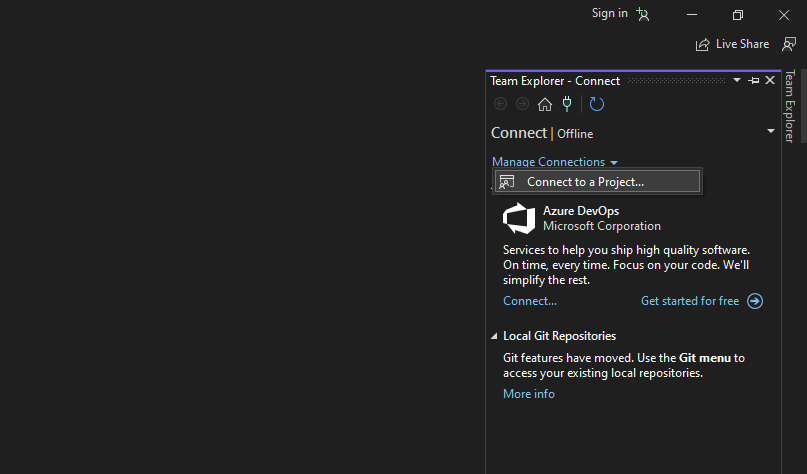 Sign in
Live Share
Team Explorer - Connect
Team Explorer
Connect | Offline
Manage Connections
Connect to a Project...
Azure DevOps
Microsoft Corporation
Services to help you ship high quality software.
On time, every time. Focus on your code. We'll
simplify the rest.
Connect...
Get started for free
Local Git Repositories
Git features have moved. Use the Git menu to
access your existing local repositories.
More info